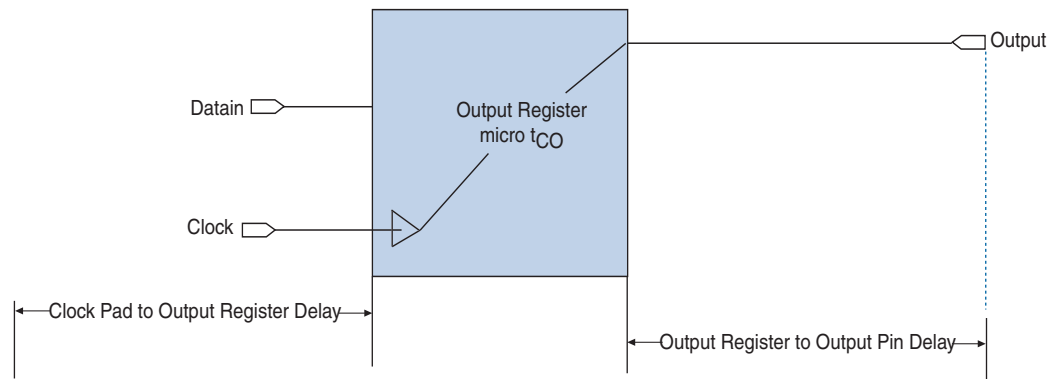 Output
Datain
Output Register
micro tCO
Clock
Clock Pad to Output Register Delay
Output Register to Output Pin Delay